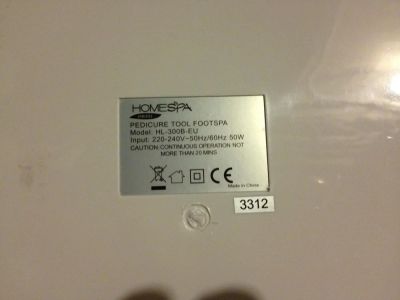 HOMESPA
PEDICURE TOOL FOOTSPA
Model: HL-300B-EU
Input: 220-240V~50Hz/60Hz 50W
CAUTION:CONTINUOUS OPERATION NOT
MORE THAN 20 MINS
CE
Made in China
3312